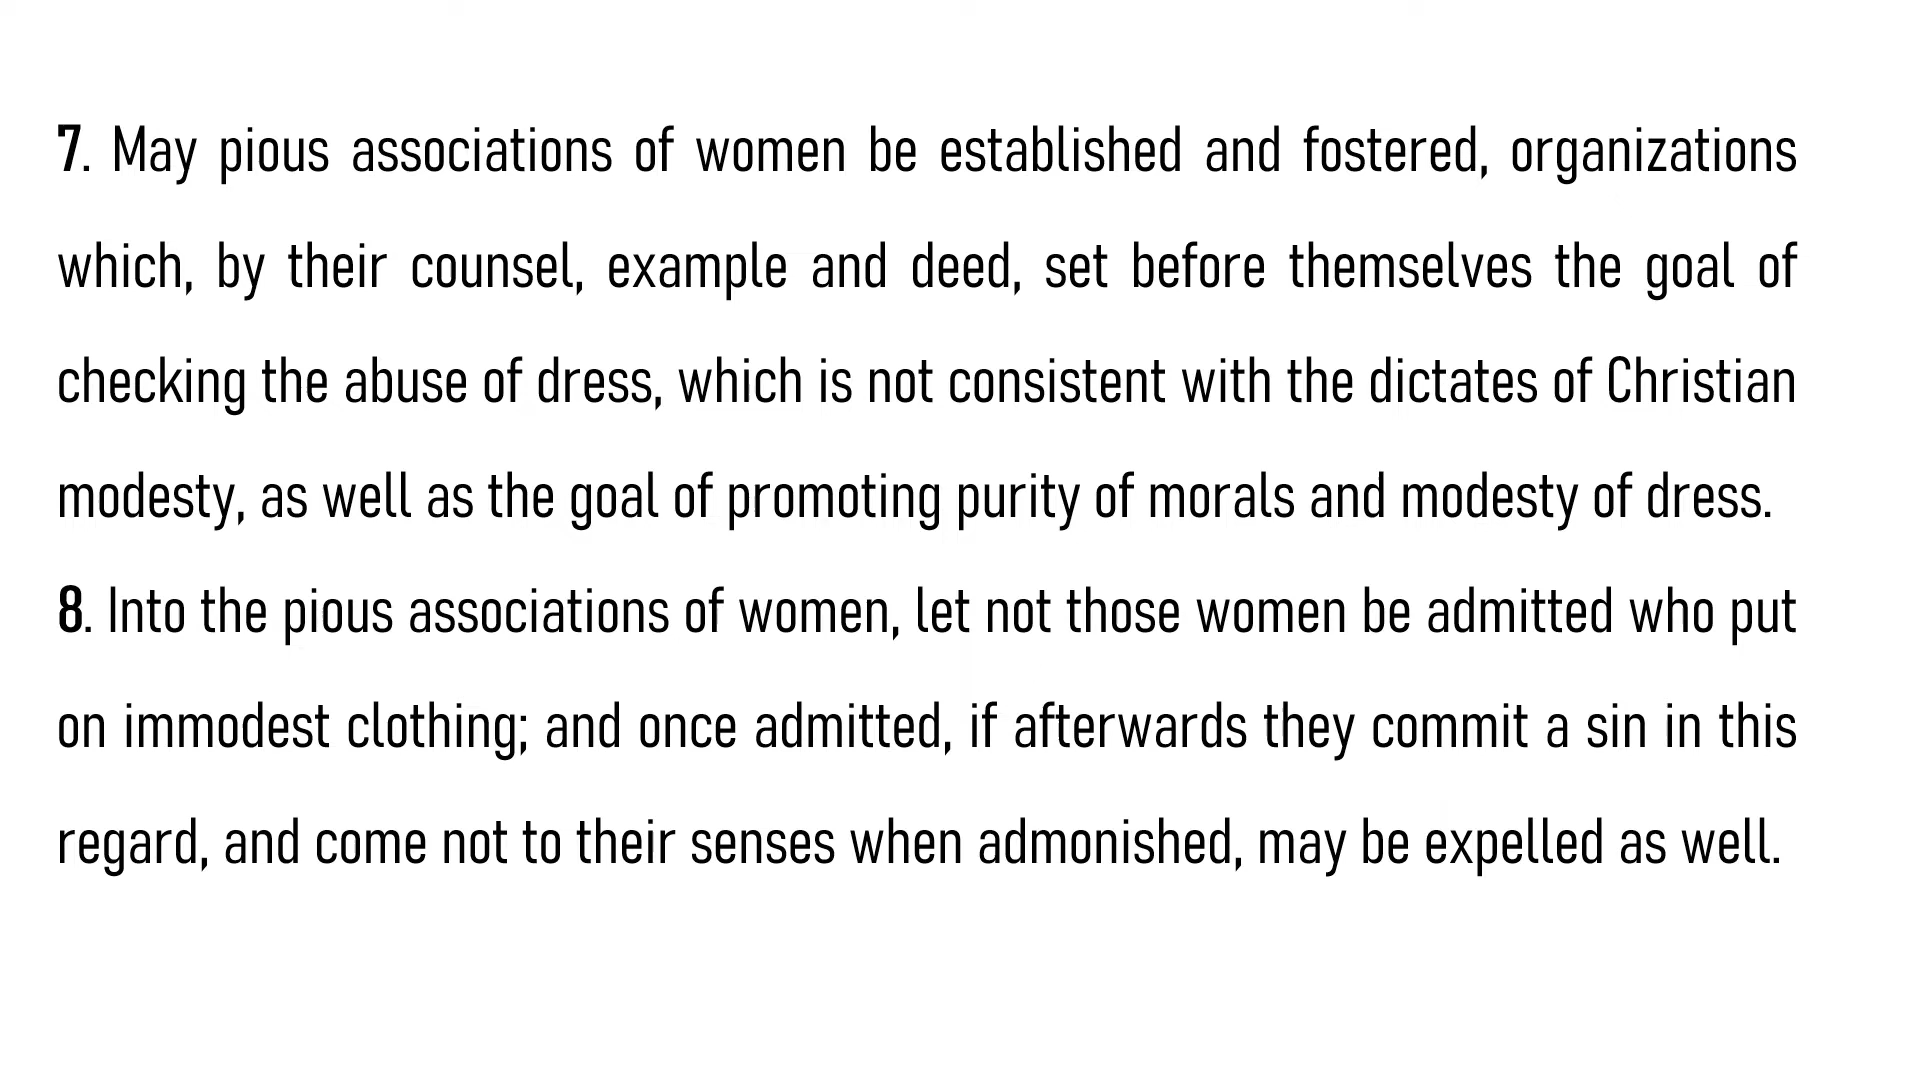 7. May pious associations of women be established and fostered, organizations
which, by their counsel, example and deed, set before themselves the goal of
checking the abuse of dress, which is not consistent with the dictates of Christian
modesty, as well as the goal of promoting purity of morals and modesty of dress.
8. Into the pious associations of women, let not those women be admitted who put
on immodest clothing; and once admitted, if afterwards they commit a sin in this
regard, and come not to their senses when admonished, may be expelled as well.